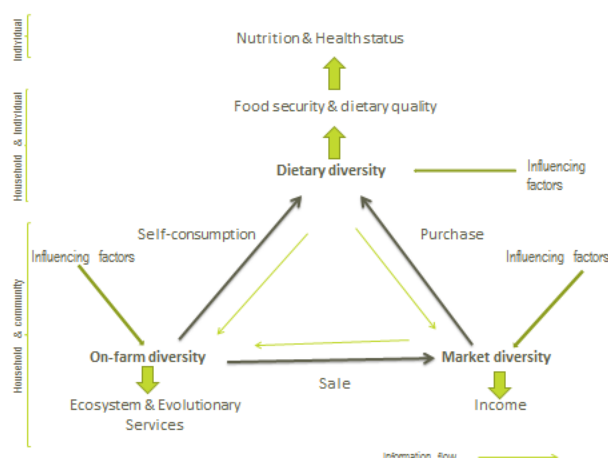 Individual
Nutrition & Health status
Household & Individual
Food security & dietary quality
Dietary diversity
Influencing
factors
Household & community
Self-consumption
Purchase
Influencing factors
Influencing factors
On-farm diversity
Market diversity
Sale
Ecosystem & Evolutionary
Services
Income
Information flow